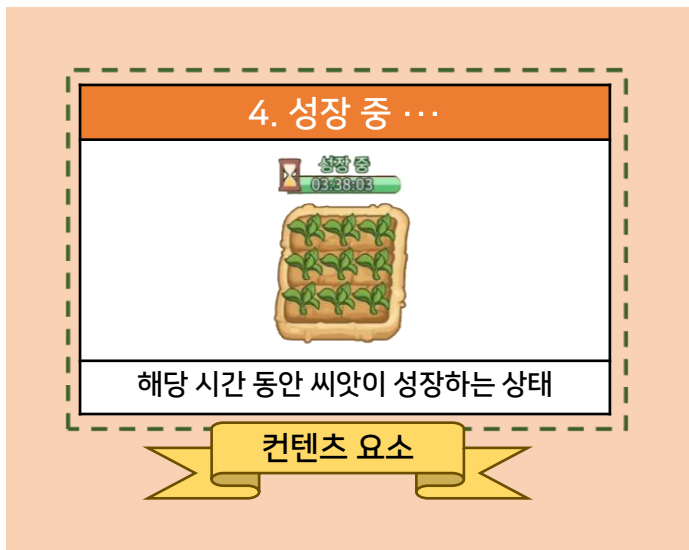 4. 성장 중 ···
성장 중
03:38:03
해당 시간 동안 씨앗이 성장하는 상태
컨텐츠 요소